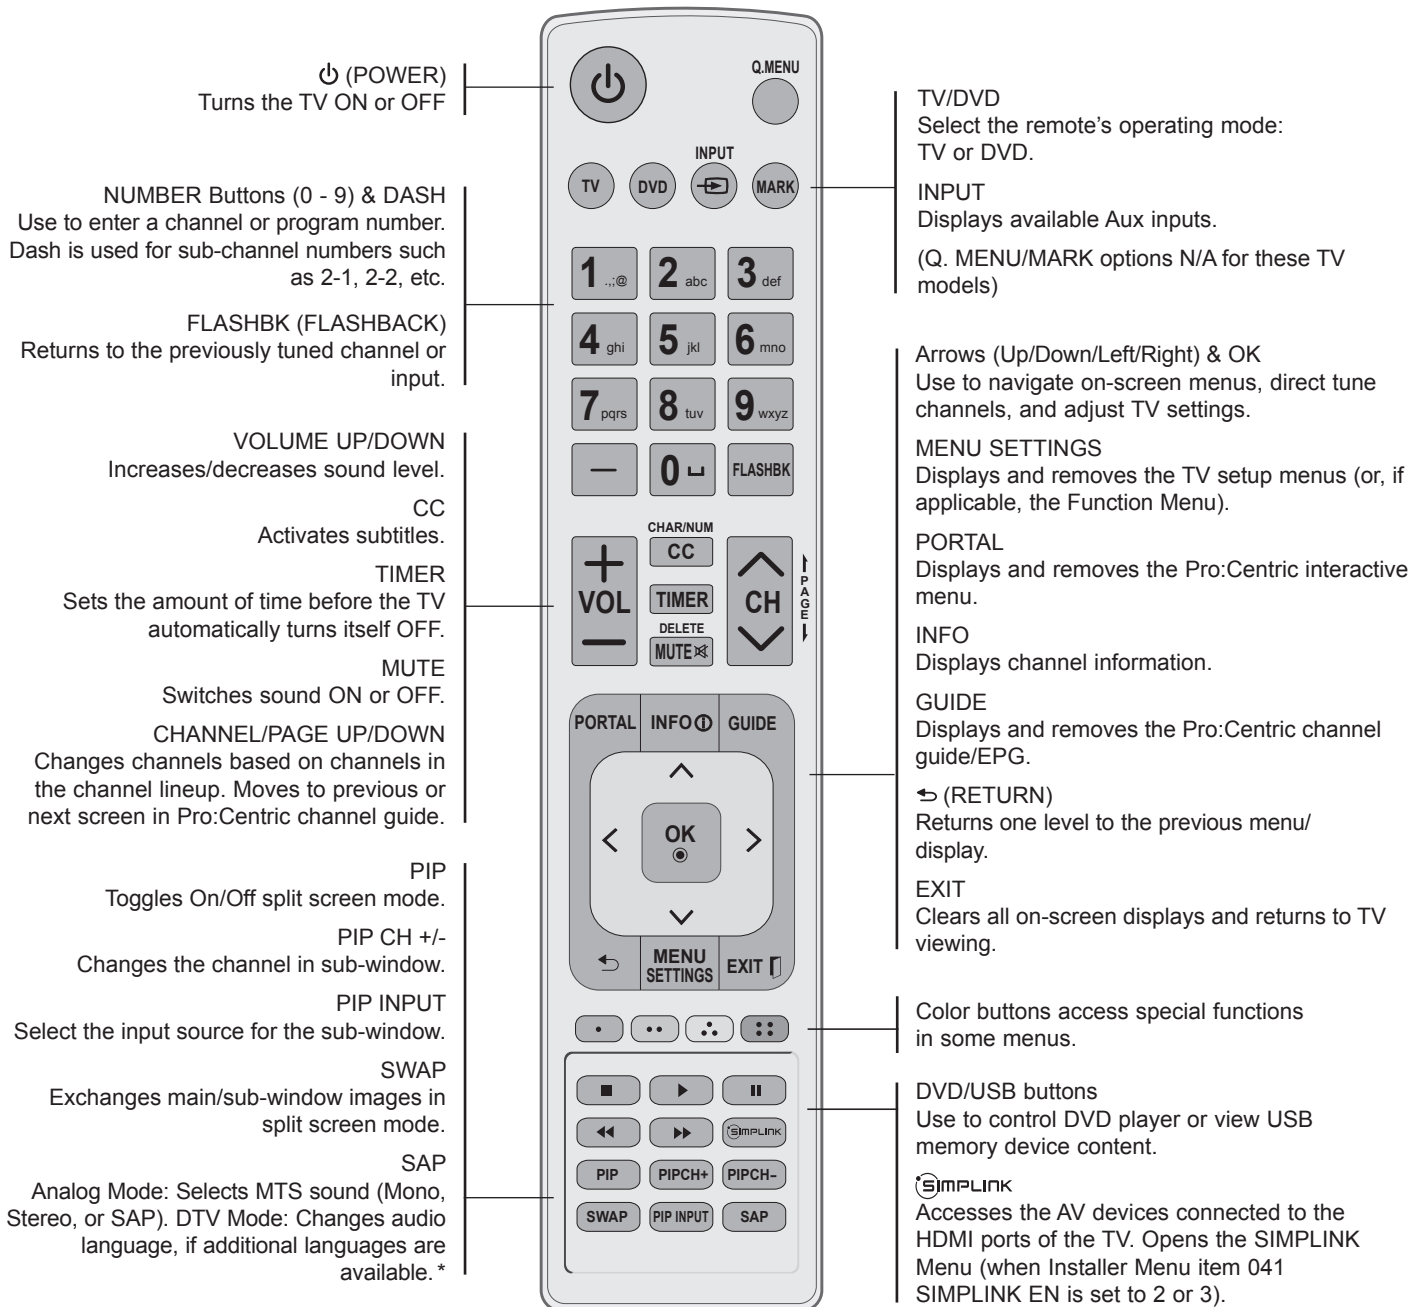 ⏻ (POWER)
Turns the TV ON or OFF
NUMBER Buttons (0 - 9) & DASH
Use to enter a channel or program number.
Dash is used for sub-channel numbers such
as 2-1, 2-2, etc.
FLASHBK (FLASHBACK)
Returns to the previously tuned channel or
input.
VOLUME UP/DOWN
Increases/decreases sound level.
CC
Activates subtitles.
TIMER
Sets the amount of time before the TV
automatically turns itself OFF.
MUTE
Switches sound ON or OFF.
CHANNEL/PAGE UP/DOWN
Changes channels based on channels in
the channel lineup. Moves to previous or
next screen in Pro:Centric channel guide.
PIP
Toggles On/Off split screen mode.
PIP CH +/-
Changes the channel in sub-window.
PIP INPUT
Select the input source for the sub-window.
SWAP
Exchanges main/sub-window images in
split screen mode.
SAP
Analog Mode: Selects MTS sound (Mono,
Stereo, or SAP). DTV Mode: Changes audio
language, if additional languages are
available. *
Q.MENU
INPUT
TV DVD MARK
1 .,;@ 2 abc 3 def
4 ghi 5 jkl 6 mno
7 pqrs 8 tuv 9 wxyz
— 0 ␣ FLASHBK
CHAR/NUM
+ CC
VOL TIMER CH PAGE
DELETE
— MUTE
PORTAL INFO GUIDE
OK
MENU
SETTINGS EXIT
SIMPLINK
PIP PIPCH+ PIPCH-
SWAP PIP INPUT SAP
TV/DVD
Select the remote's operating mode:
TV or DVD.
INPUT
Displays available Aux inputs.
(Q. MENU/MARK options N/A for these TV
models)
Arrows (Up/Down/Left/Right) & OK
Use to navigate on-screen menus, direct tune
channels, and adjust TV settings.
MENU SETTINGS
Displays and removes the TV setup menus (or, if
applicable, the Function Menu).
PORTAL
Displays and removes the Pro:Centric interactive
menu.
INFO
Displays channel information.
GUIDE
Displays and removes the Pro:Centric channel
guide/EPG.
⮌ (RETURN)
Returns one level to the previous menu/
display.
EXIT
Clears all on-screen displays and returns to TV
viewing.
Color buttons access special functions
in some menus.
DVD/USB buttons
Use to control DVD player or view USB
memory device content.
SIMPLINK
Accesses the AV devices connected to the
HDMI ports of the TV. Opens the SIMPLINK
Menu (when Installer Menu item 041
SIMPLINK EN is set to 2 or 3).